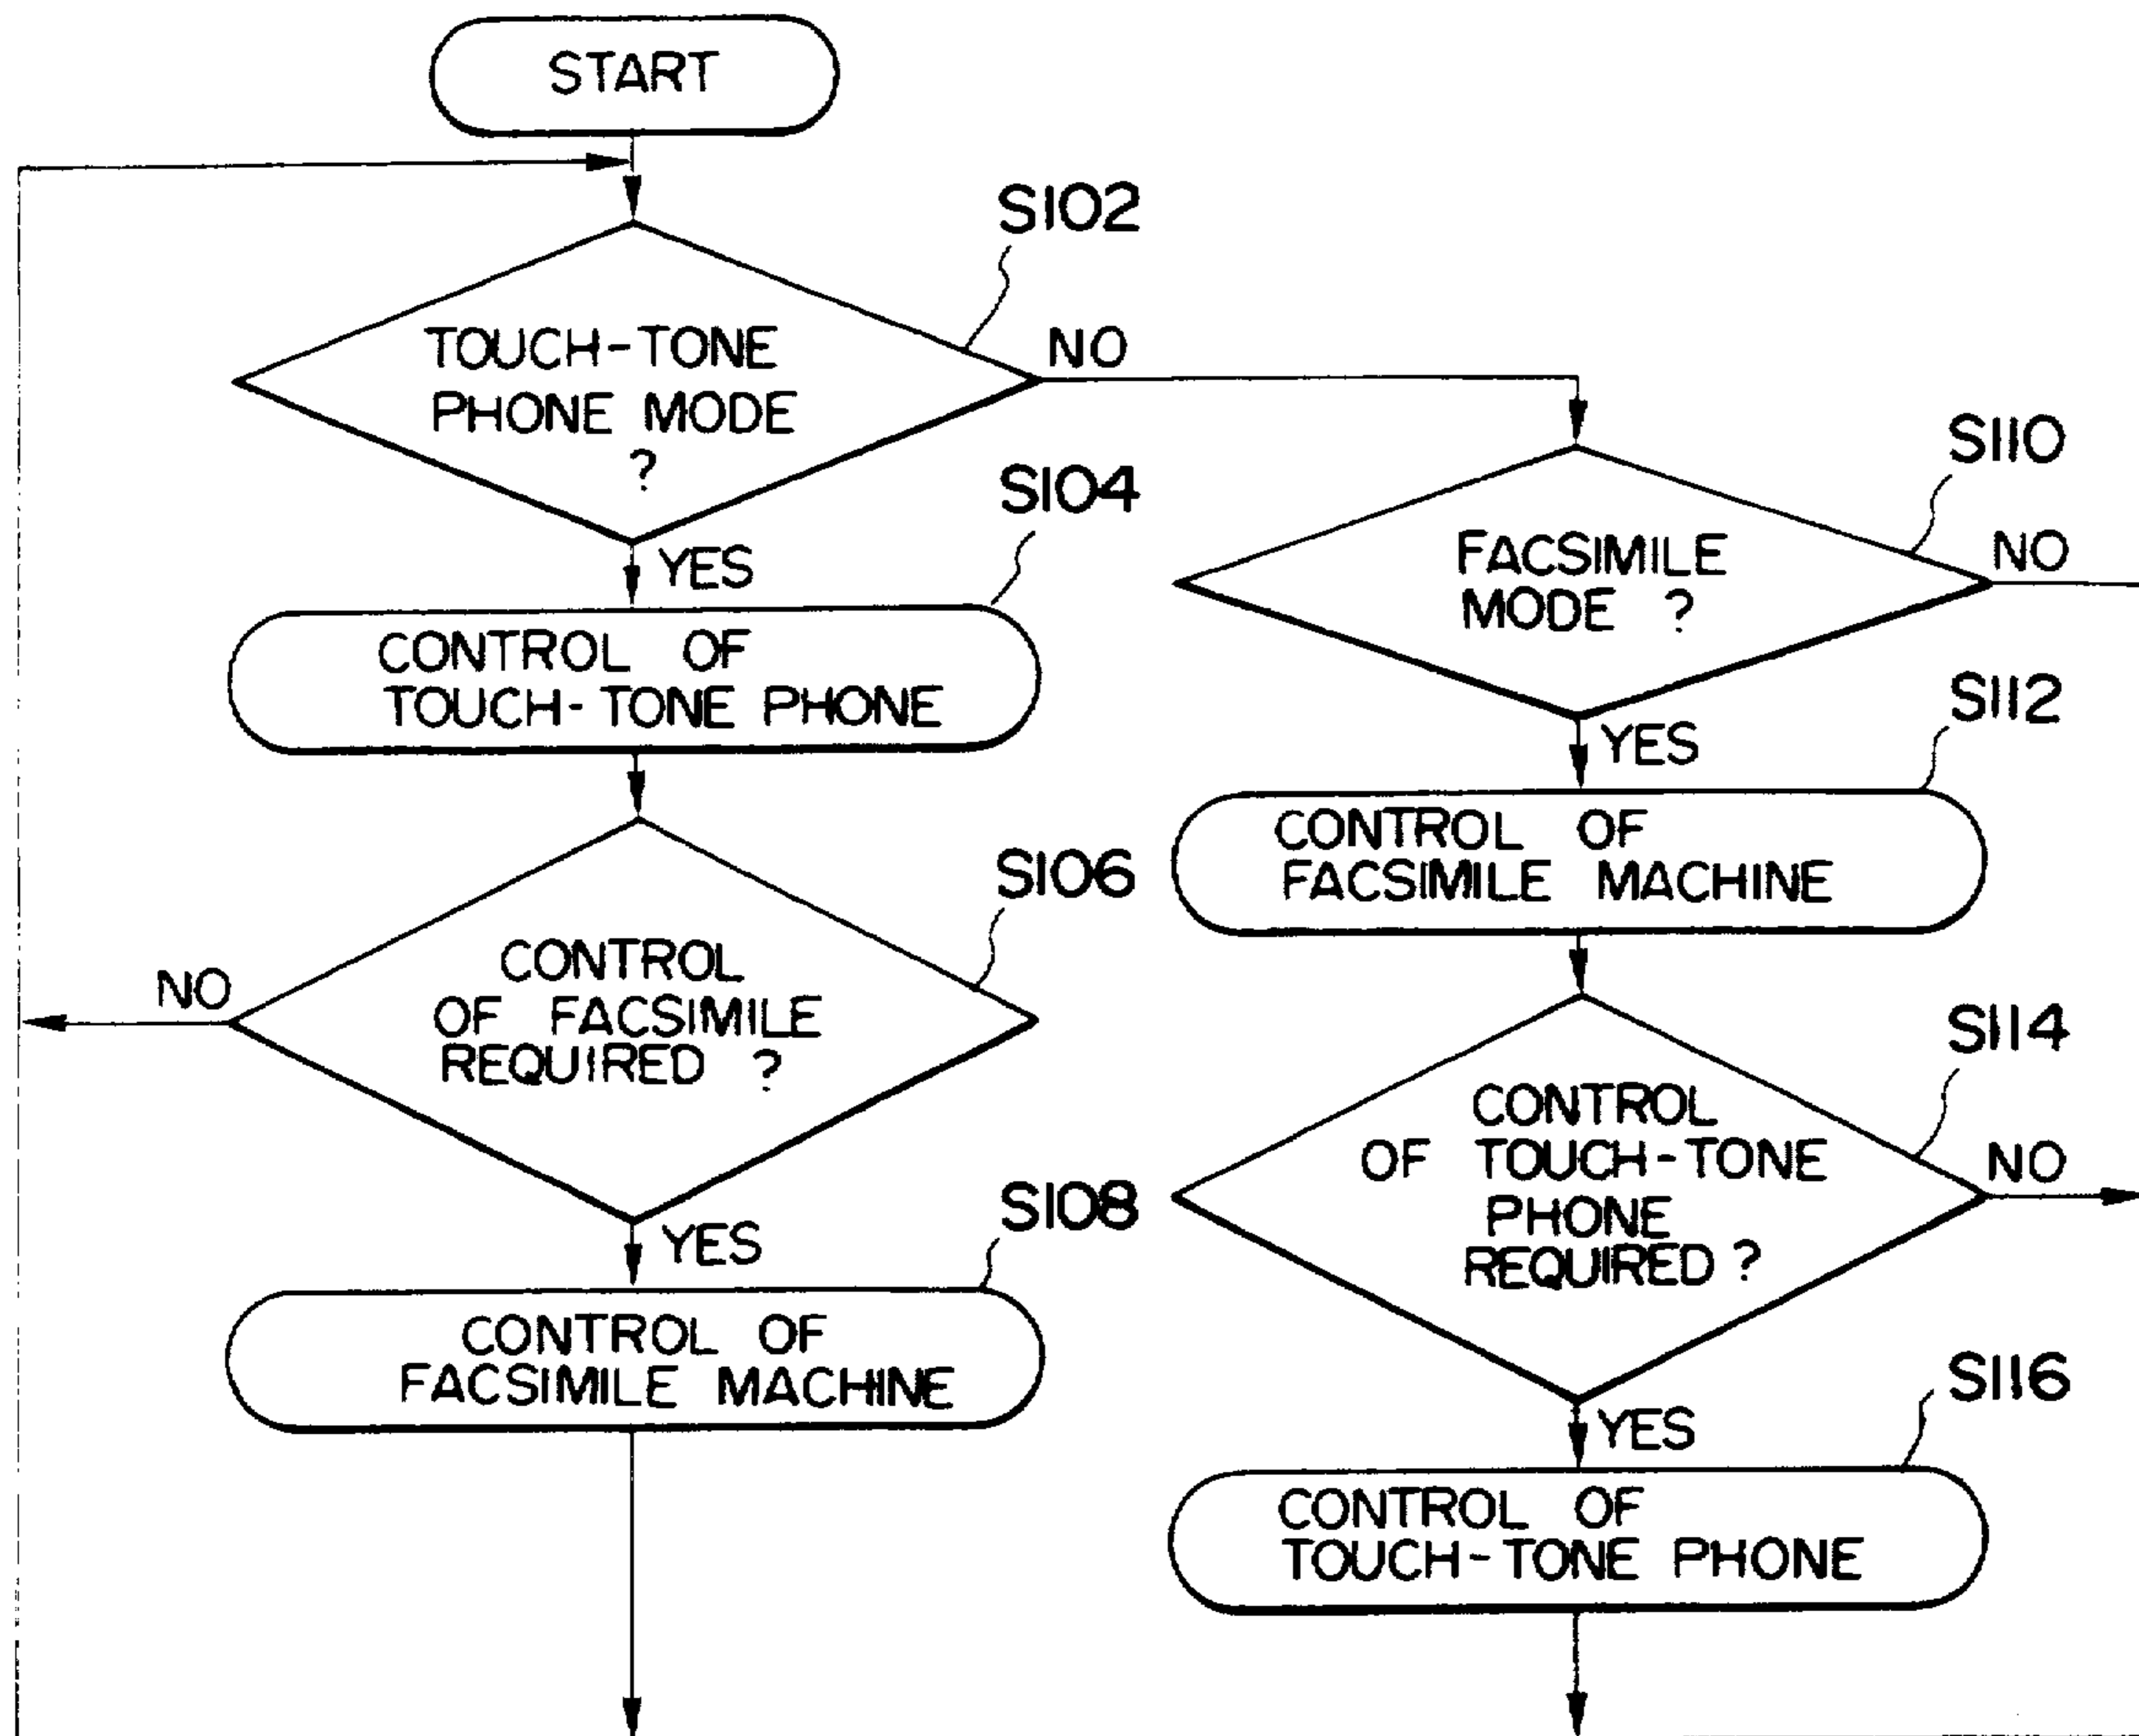 START
S102
TOUCH-TONE
PHONE MODE
?
NO
YES
S104
CONTROL OF
TOUCH-TONE PHONE
S106
CONTROL
OF FACSIMILE
REQUIRED ?
NO
YES
S108
CONTROL OF
FACSIMILE MACHINE
S110
FACSIMILE
MODE ?
NO
YES
S112
CONTROL OF
FACSIMILE MACHINE
S114
CONTROL
OF TOUCH-TONE
PHONE
REQUIRED ?
NO
YES
S116
CONTROL OF
TOUCH-TONE PHONE